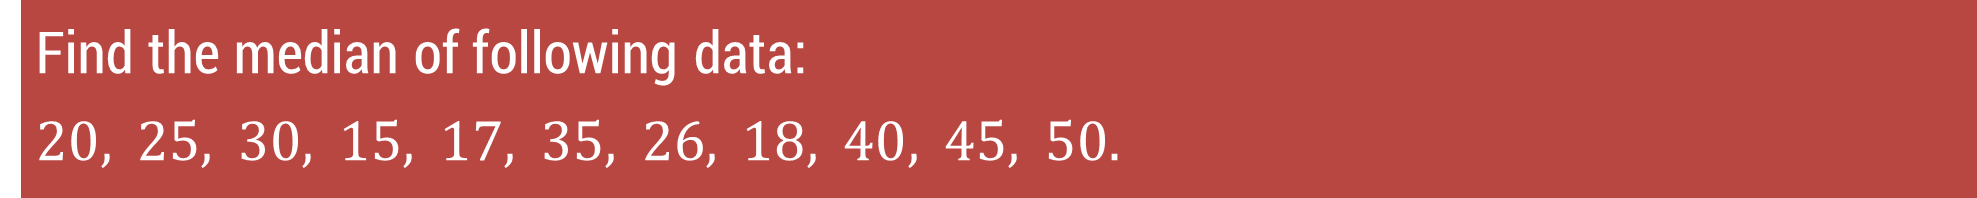 Find the median of following data:
20, 25, 30, 15, 17, 35, 26, 18, 40, 45, 50.